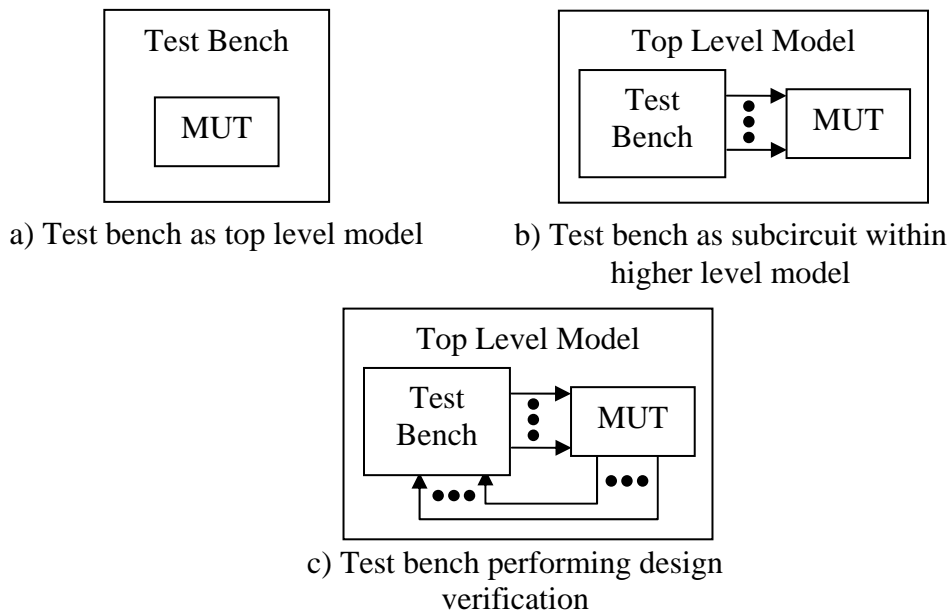 Test Bench
MUT
a) Test bench as top level model
Top Level Model
Test
Bench
MUT
b) Test bench as subcircuit within
higher level model
Top Level Model
Test
Bench
MUT
c) Test bench performing design
verification